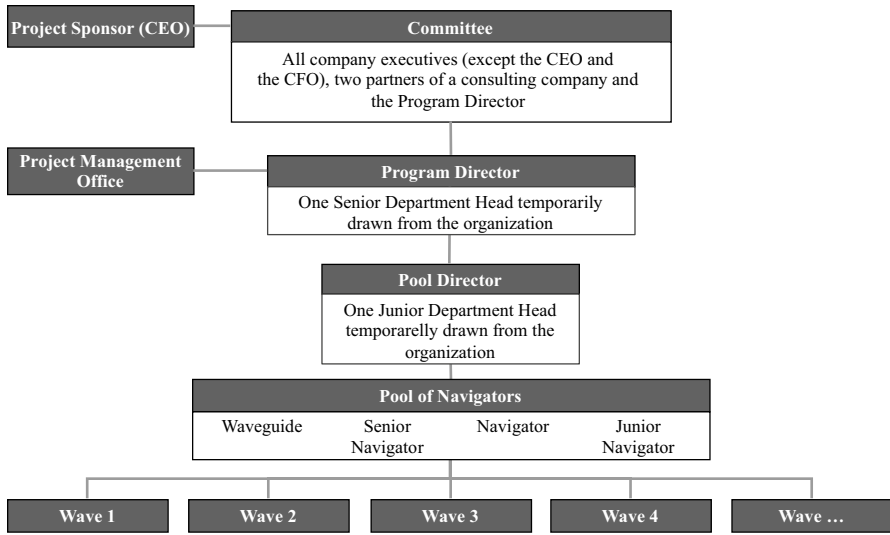 Project Sponsor (CEO)
Committee
All company executives (except the CEO and
the CFO), two partners of a consulting company and
the Program Director
Project Management
Office
Program Director
One Senior Department Head temporarily
drawn from the organization
Pool Director
One Junior Department Head
temporarelly drawn from the
organization
Pool of Navigators
Waveguide
Senior
Navigator
Navigator
Junior
Navigator
Wave 1
Wave 2
Wave 3
Wave 4
Wave …